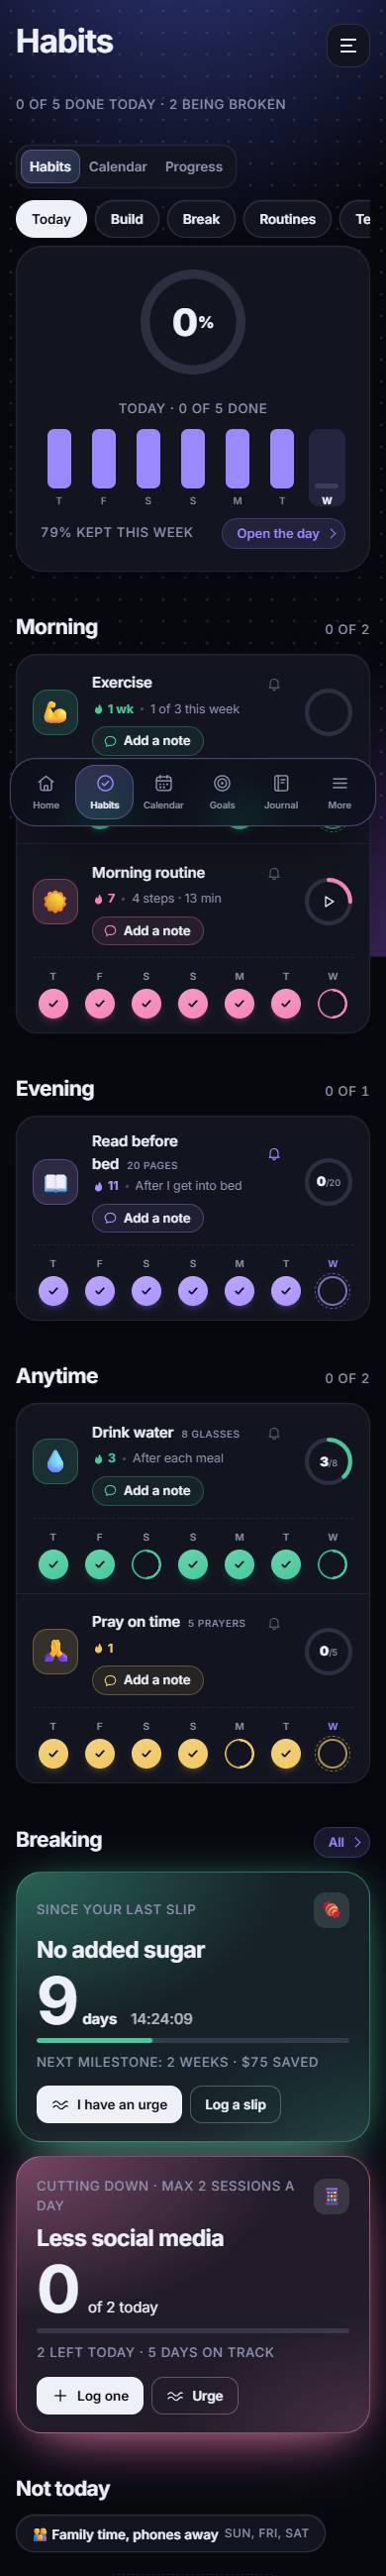 Habits
0 OF 5 DONE TODAY · 2 BEING BROKEN
Habits Calendar Progress
Today Build Break Routines Te
0%
TODAY · 0 OF 5 DONE
T F S S M T W
79% KEPT THIS WEEK Open the day
Morning 0 OF 2
Exercise
1 wk • 1 of 3 this week
Add a note
Home Habits Calendar Goals Journal More
Morning routine
7 • 4 steps · 13 min
Add a note
T F S S M T W
Evening 0 OF 1
Read before
bed 20 PAGES
0/20
11 • After I get into bed
Add a note
T F S S M T W
Anytime 0 OF 2
Drink water 8 GLASSES
3 • After each meal
3/8
Add a note
T F S S M T W
Pray on time 5 PRAYERS
1
0/5
Add a note
T F S S M T W
Breaking All
SINCE YOUR LAST SLIP
No added sugar
9 days 14:24:09
NEXT MILESTONE: 2 WEEKS · $75 SAVED
I have an urge Log a slip
CUTTING DOWN · MAX 2 SESSIONS A
DAY
Less social media
0 of 2 today
2 LEFT TODAY · 5 DAYS ON TRACK
Log one Urge
Not today
Family time, phones away SUN, FRI, SAT